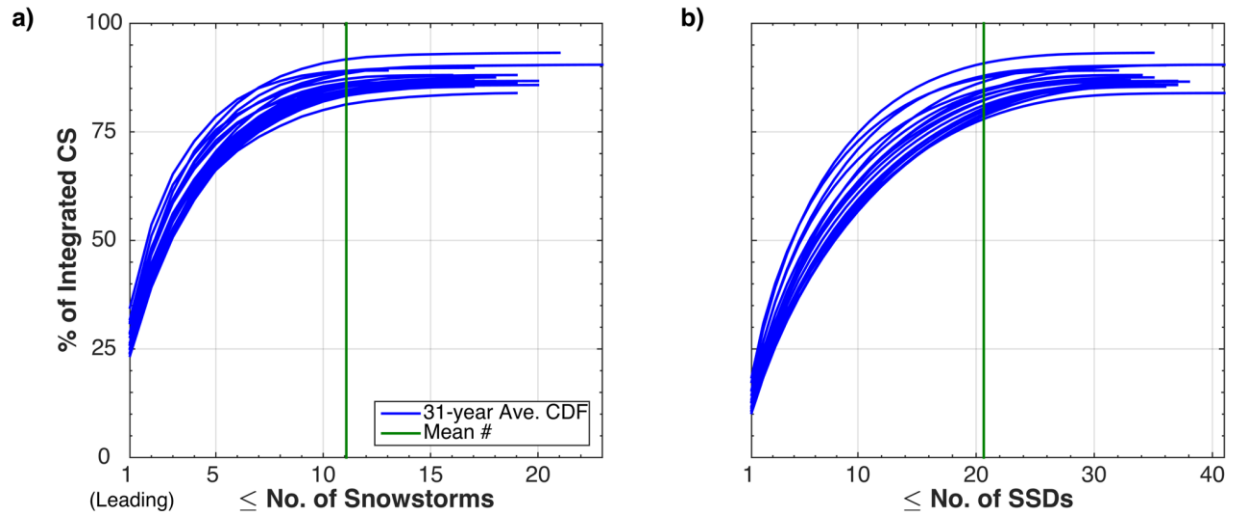 a)
100
75
50
25
0
% of Integrated CS
1
5
10
15
20
(Leading)
≤ No. of Snowstorms
31-year Ave. CDF
Mean #
b)
1
10
20
30
40
≤ No. of SSDs